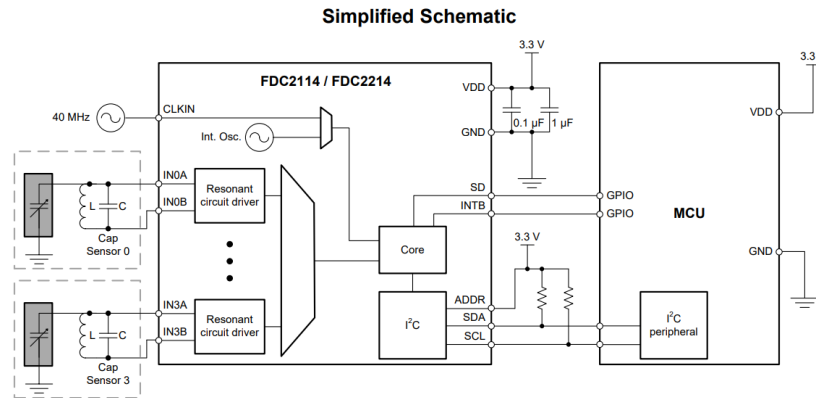 Simplified Schematic
3.3 V
3.3
FDC2114 / FDC2214
VDD
CLKIN
40 MHz
0.1 µF
1 µF
VDD
Int. Osc.
GND
IN0A
Resonant
circuit driver
L
C
IN0B
SD
GPIO
Cap
Sensor 0
INTB
GPIO
MCU
Core
3.3 V
GND
IN3A
Resonant
circuit driver
ADDR
L
C
I²C
SDA
I²C
peripheral
IN3B
SCL
Cap
Sensor 3